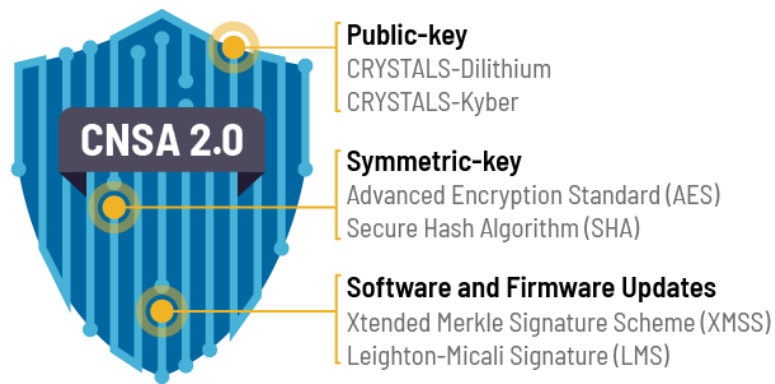 CNSA 2.0
Public-key
CRYSTALS-Dilithium
CRYSTALS-Kyber
Symmetric-key
Advanced Encryption Standard (AES)
Secure Hash Algorithm (SHA)
Software and Firmware Updates
Xtended Merkle Signature Scheme (XMSS)
Leighton-Micali Signature (LMS)